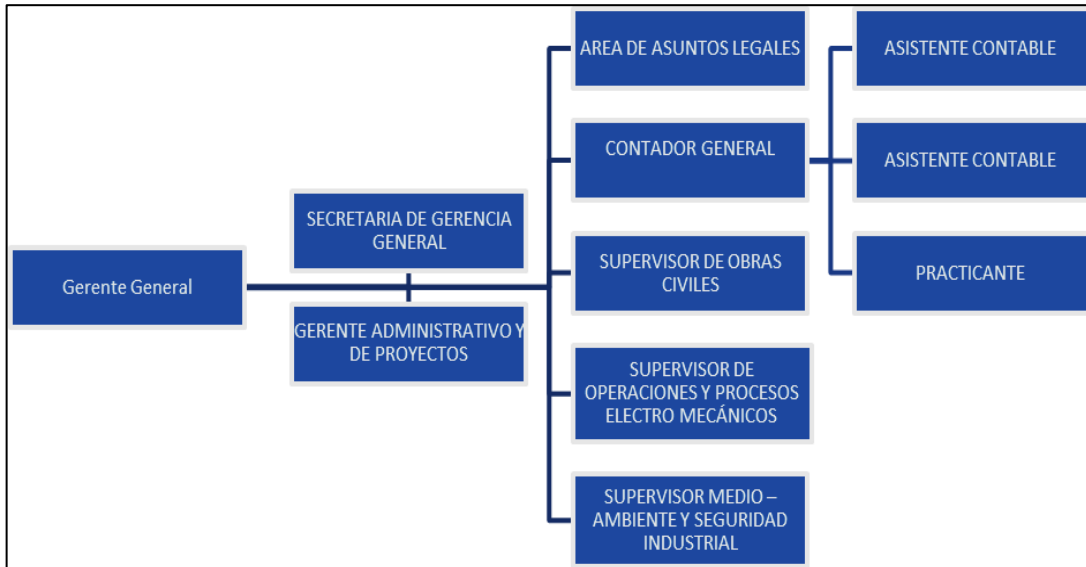 Gerente General
SECRETARIA DE GERENCIA
GENERAL
GERENTE ADMINISTRATIVO Y
DE PROYECTOS
AREA DE ASUNTOS LEGALES
CONTADOR GENERAL
SUPERVISOR DE OBRAS
CIVILES
SUPERVISOR DE
OPERACIONES Y PROCESOS
ELECTRO MECÁNICOS
SUPERVISOR MEDIO –
AMBIENTE Y SEGURIDAD
INDUSTRIAL
ASISTENTE CONTABLE
ASISTENTE CONTABLE
PRACTICANTE